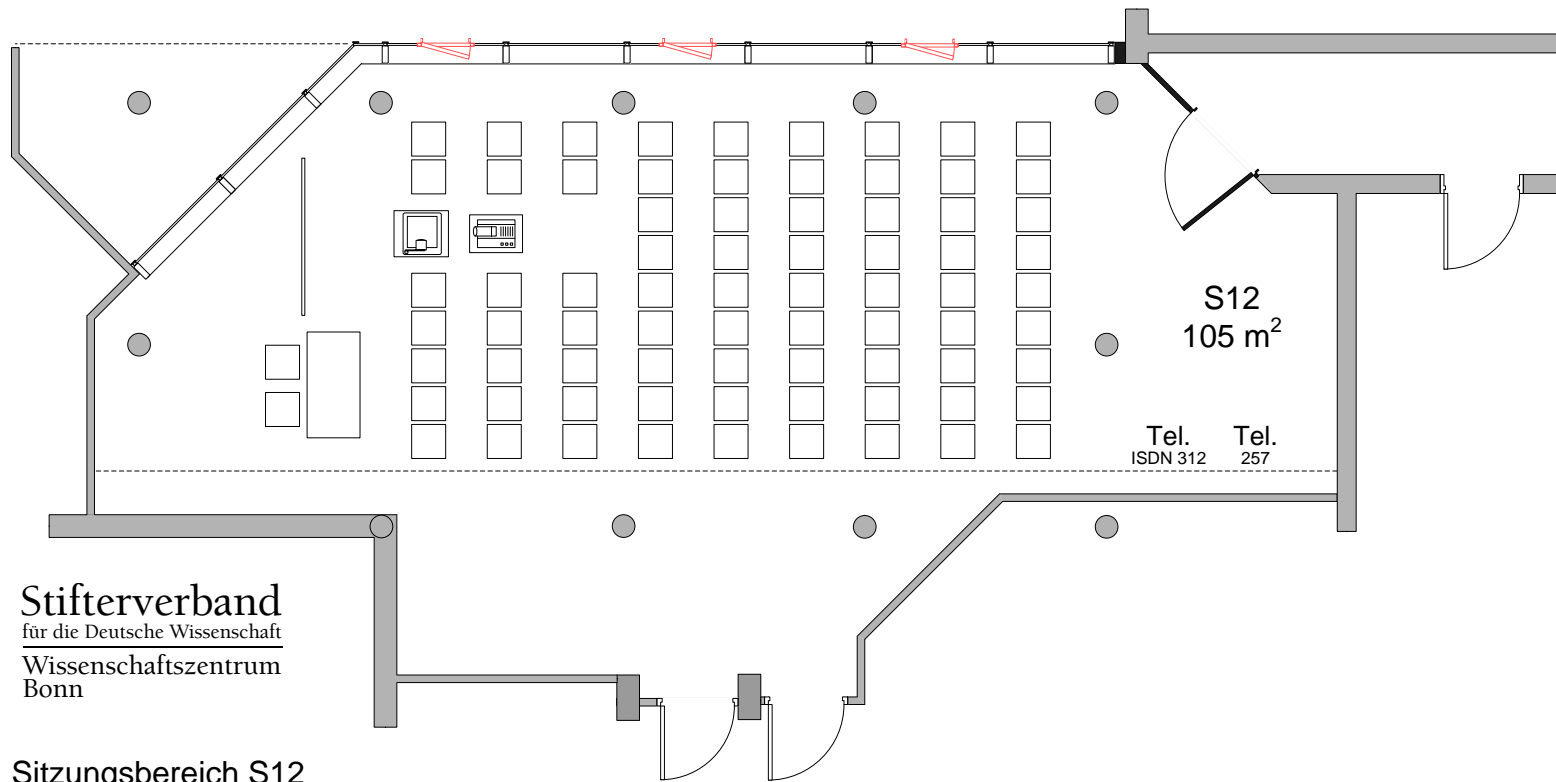 S12
105 m²
Tel. Tel.
ISDN 312 257
Stifterverband
für die Deutsche Wissenschaft
Wissenschaftszentrum
Bonn
Sitzungsbereich S12